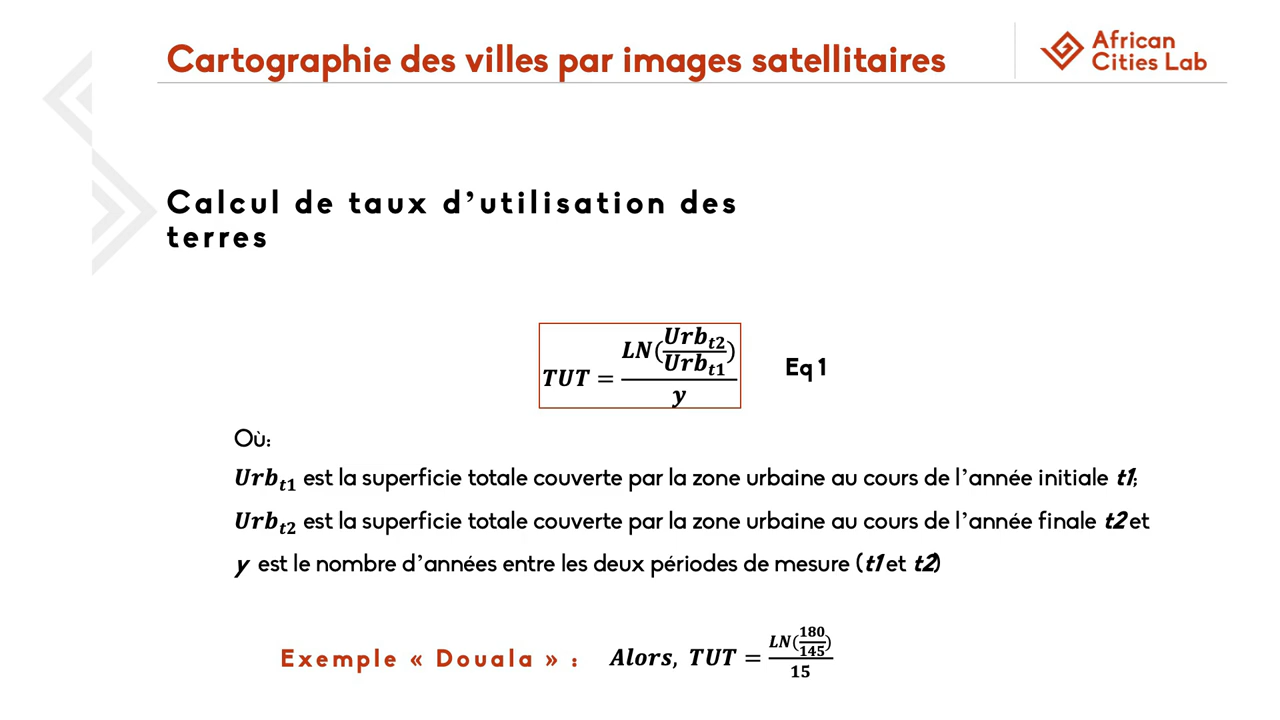 Cartographie des villes par images satellitaires
African
Cities Lab
Calcul de taux d’utilisation des
terres
TUT = LN(Urb_t2/Urb_t1)/y
Eq 1
Où:
Urb_t1 est la superficie totale couverte par la zone urbaine au cours de l’année initiale t1;
Urb_t2 est la superficie totale couverte par la zone urbaine au cours de l’année finale t2 et
y est le nombre d’années entre les deux périodes de mesure (t1 et t2)
Exemple « Douala » : Alors, TUT = LN(180/145)/15